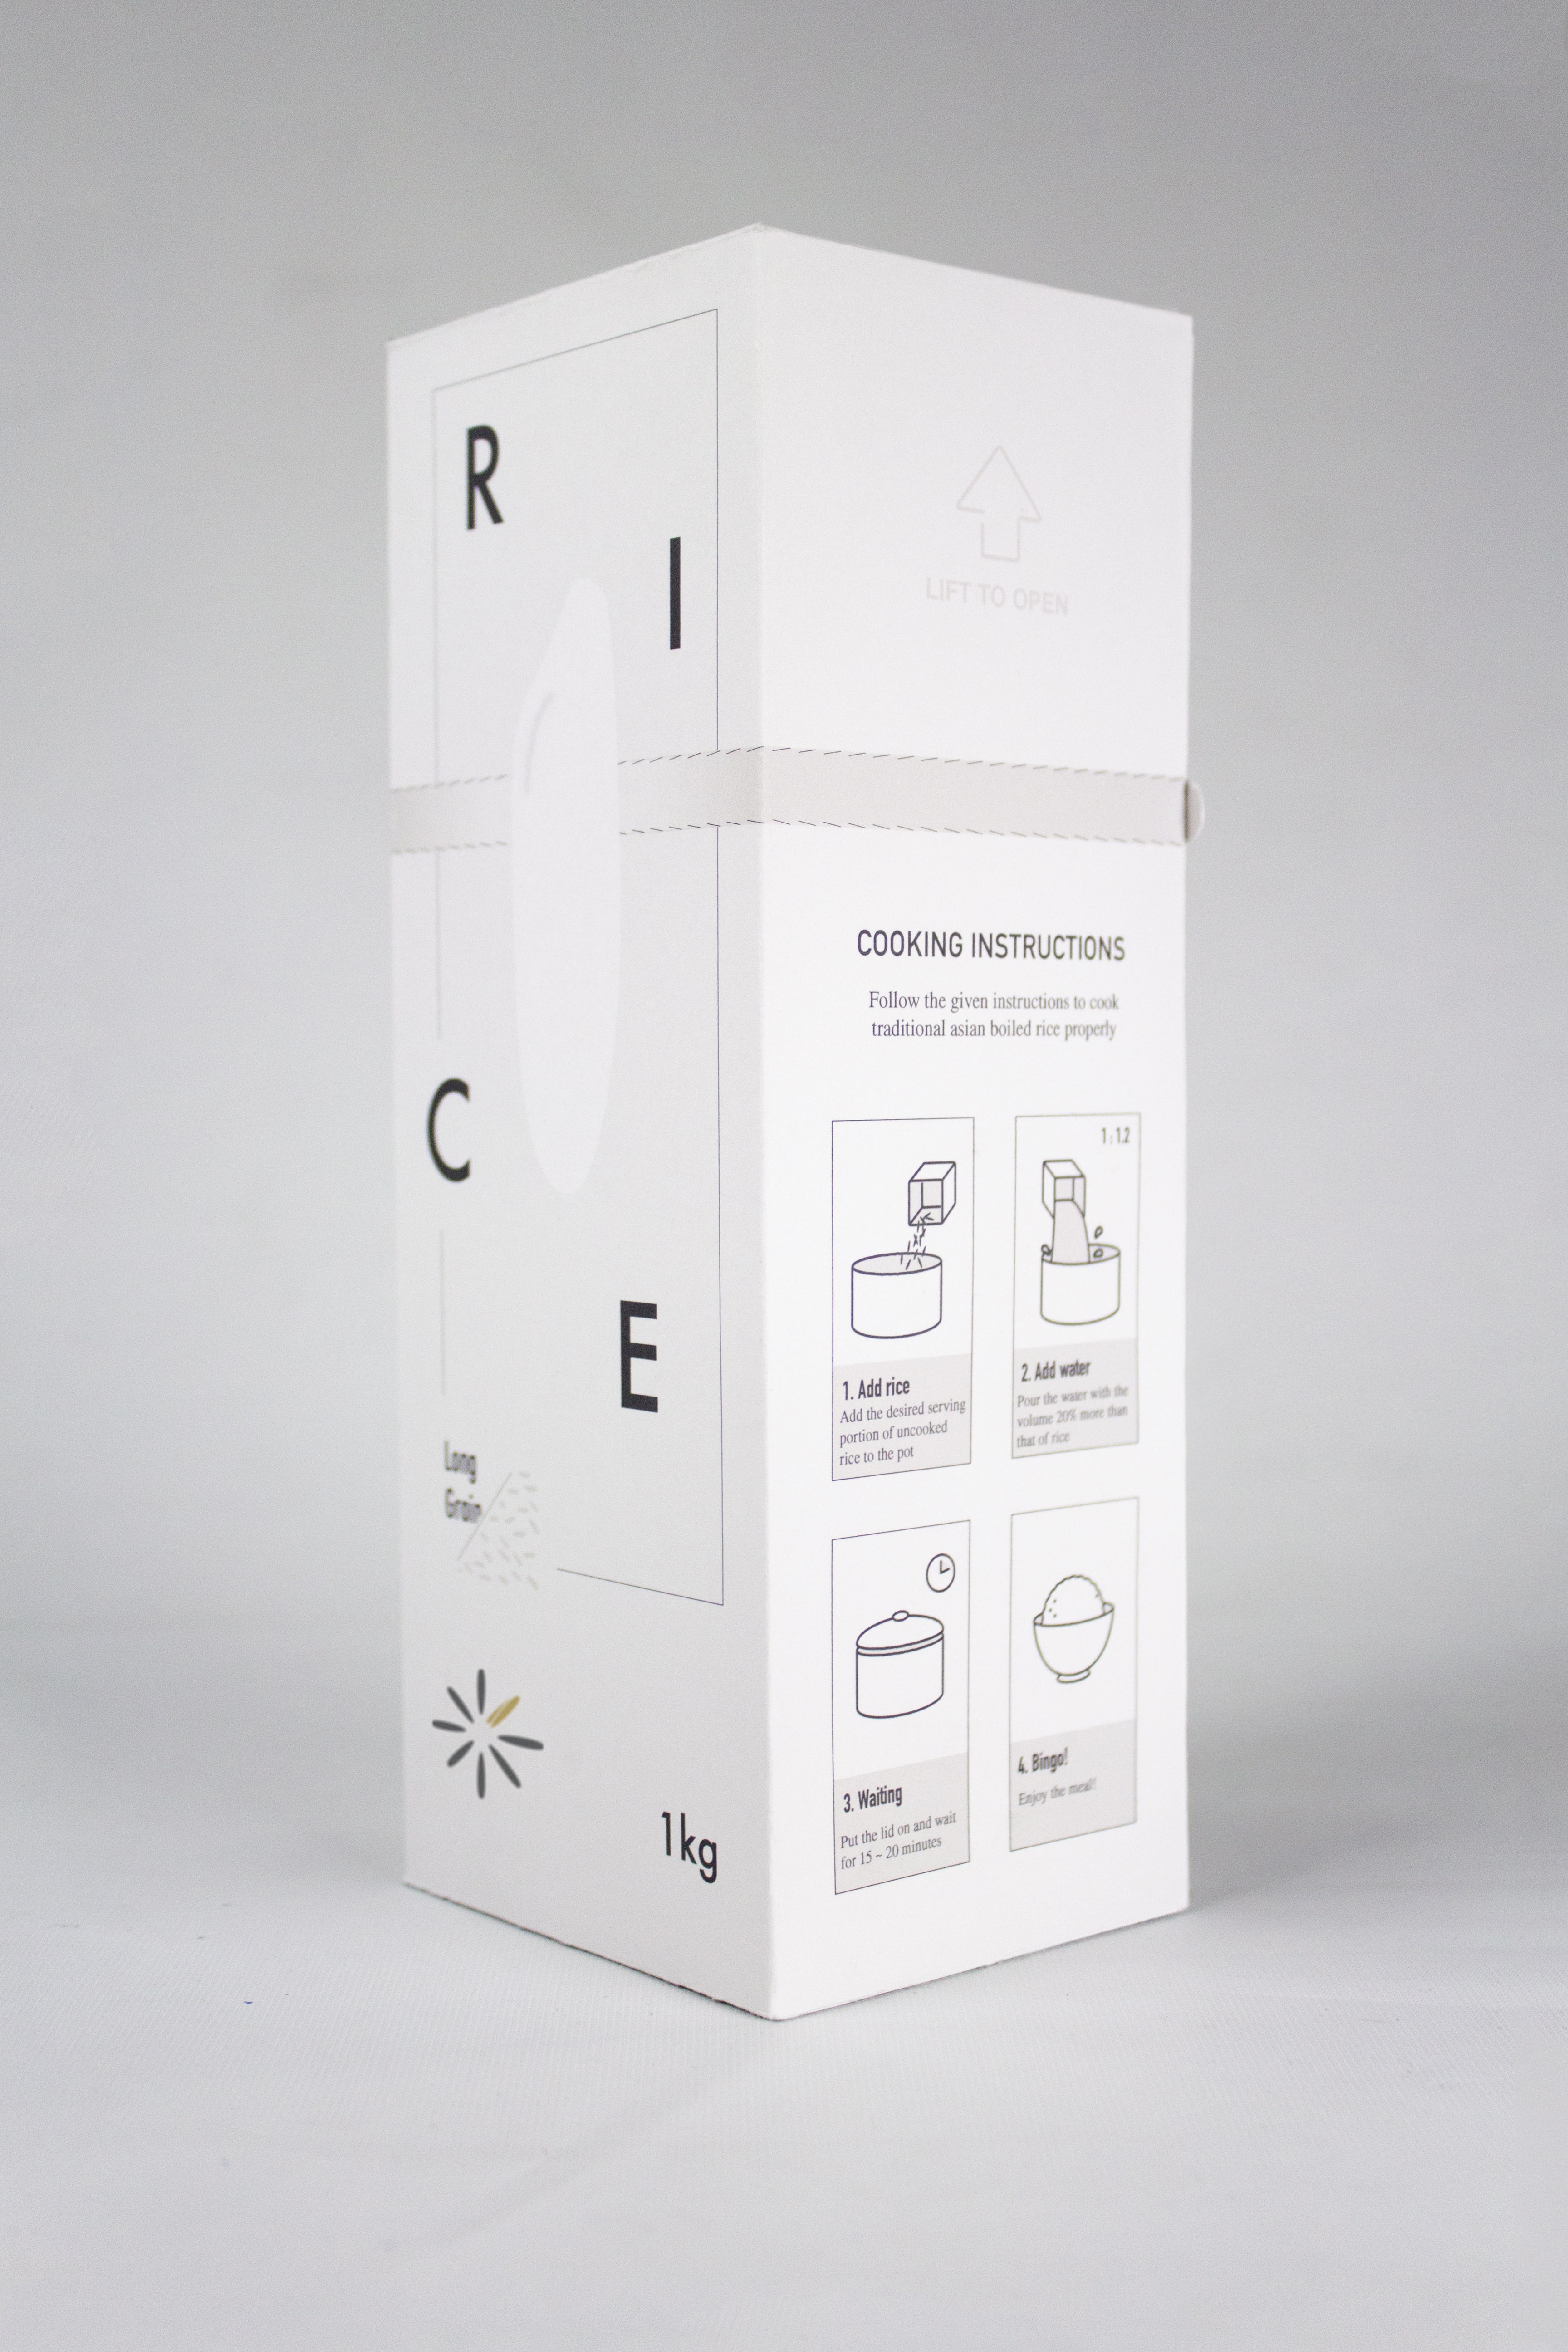 R
I
C
E
Long
Grain
1kg
LIFT TO OPEN
COOKING INSTRUCTIONS
Follow the given instructions to cook
traditional asian boiled rice properly
1. Add rice
Add the desired serving
portion of uncooked
rice to the pot
1 : 1.2
2. Add water
Pour the water with the
volume 20% more than
that of rice
3. Waiting
Put the lid on and wait
for 15 ~ 20 minutes
4. Bingo!
Enjoy the meal!